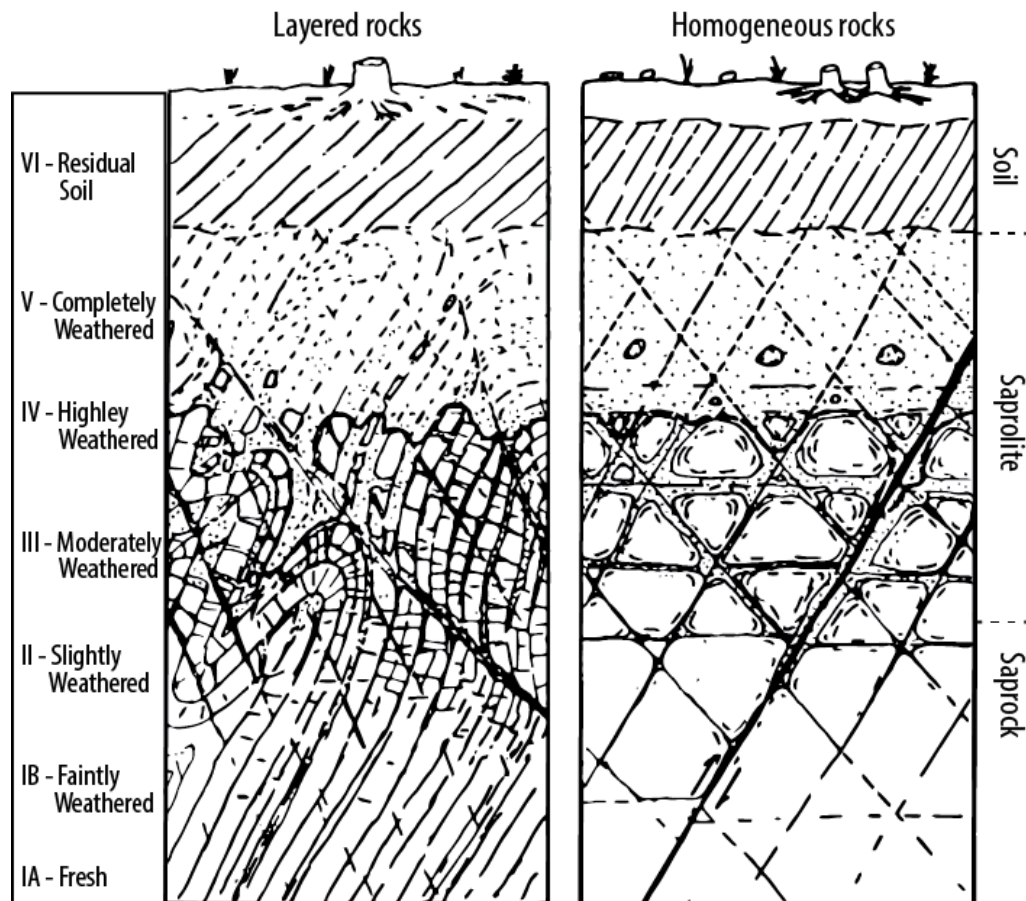 Layered rocks
Homogeneous rocks
VI - Residual
Soil
V - Completely
Weathered
IV - Highley
Weathered
III - Moderately
Weathered
II - Slightly
Weathered
IB - Faintly
Weathered
IA - Fresh
Soil
Saprolite
Saprock